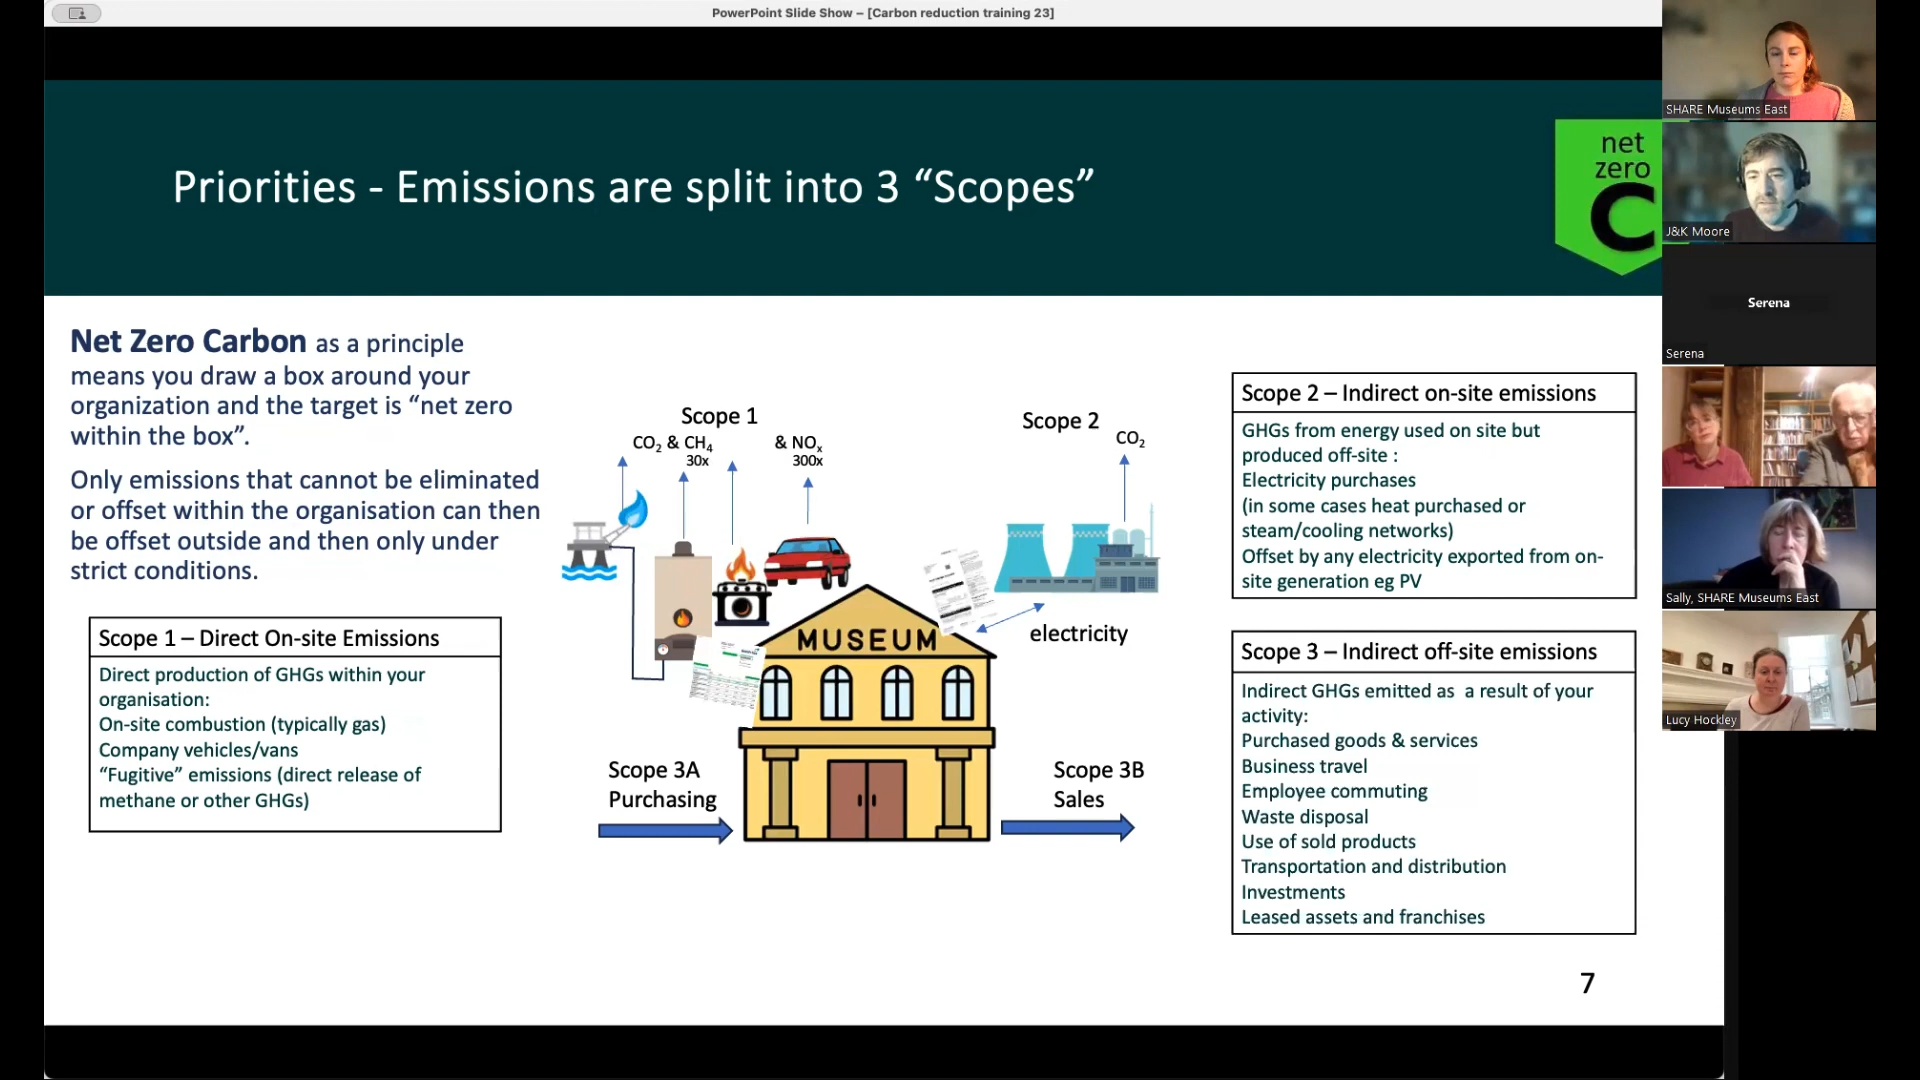 PowerPoint Slide Show – [Carbon reduction training 23]
Priorities - Emissions are split into 3 “Scopes”
net
zero
C
Net Zero Carbon as a principle
means you draw a box around your
organization and the target is “net zero
within the box”.
Only emissions that cannot be eliminated
or offset within the organisation can then
be offset outside and then only under
strict conditions.
Scope 1 – Direct On-site Emissions
Direct production of GHGs within your
organisation:
On-site combustion (typically gas)
Company vehicles/vans
“Fugitive” emissions (direct release of
methane or other GHGs)
Scope 1
CO₂ & CH₄
30x
& NOₓ
300x
Scope 2
CO₂
MUSEUM
electricity
Scope 3A
Purchasing
Scope 3B
Sales
Scope 2 – Indirect on-site emissions
GHGs from energy used on site but
produced off-site :
Electricity purchases
(in some cases heat purchased or
steam/cooling networks)
Offset by any electricity exported from on-
site generation eg PV
Scope 3 – Indirect off-site emissions
Indirect GHGs emitted as a result of your
activity:
Purchased goods & services
Business travel
Employee commuting
Waste disposal
Use of sold products
Transportation and distribution
Investments
Leased assets and franchises
7
SHARE Museums East
J&K Moore
Serena
Serena
Sally, SHARE Museums East
Lucy Hockley